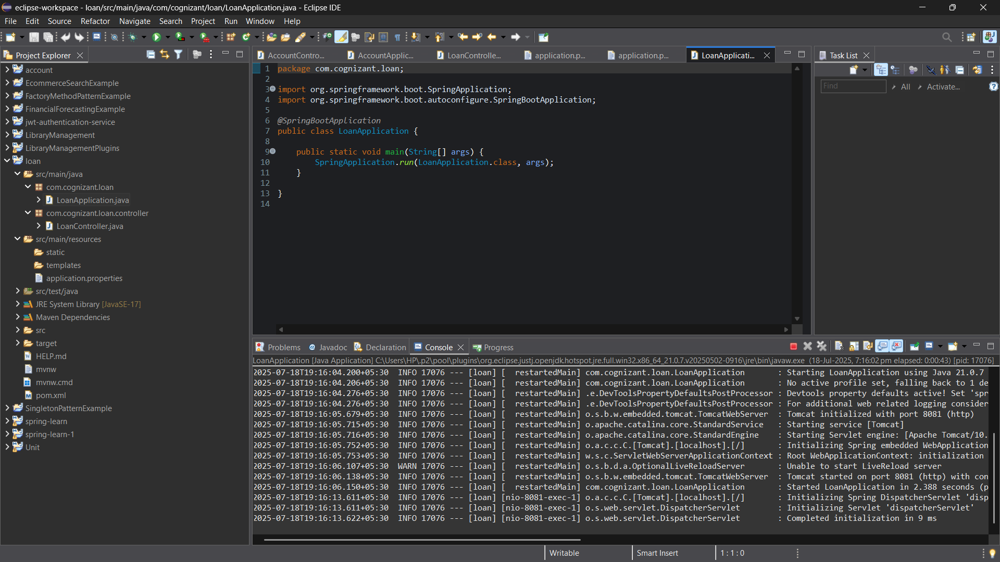 eclipse-workspace - loan/src/main/java/com/cognizant/loan/LoanApplication.java - Eclipse IDE
File Edit Source Refactor Navigate Search Project Run Window Help
Project Explorer
account
EcommerceSearchExample
FactoryMethodPatternExample
FinancialForecastingExample
jwt-authentication-service
LibraryManagement
LibraryManagementPlugins
loan
src/main/java
com.cognizant.loan
LoanApplication.java
com.cognizant.loan.controller
LoanController.java
src/main/resources
static
templates
application.properties
src/test/java
JRE System Library [JavaSE-17]
Maven Dependencies
src
target
HELP.md
mvnw
mvnw.cmd
pom.xml
SingletonPatternExample
spring-learn
spring-learn-1
Unit
AccountContro... AccountApplic... LoanControlle... application.p... application.p... LoanApplicati...
1 package com.cognizant.loan;
2
3 import org.springframework.boot.SpringApplication;
4 import org.springframework.boot.autoconfigure.SpringBootApplication;
5
6 @SpringBootApplication
7 public class LoanApplication {
8
9 public static void main(String[] args) {
10 SpringApplication.run(LoanApplication.class, args);
11 }
12
13 }
14
Task List
Find All Activate...
Problems Javadoc Declaration Console Progress
LoanApplication [Java Application] C:\Users\HP\.p2\pool\plugins\org.eclipse.justj.openjdk.hotspot.jre.full.win32.x86_64_21.0.7.v20250502-0916\jre\bin\javaw.exe (18-Jul-2025, 7:16:02 pm elapsed: 0:00:43) [pid: 17076]
2025-07-18T19:16:04.200+05:30 INFO 17076 --- [loan] [ restartedMain] com.cognizant.loan.LoanApplication : Starting LoanApplication using Java 21.0.7
2025-07-18T19:16:04.206+05:30 INFO 17076 --- [loan] [ restartedMain] com.cognizant.loan.LoanApplication : No active profile set, falling back to 1 de
2025-07-18T19:16:04.276+05:30 INFO 17076 --- [loan] [ restartedMain] .e.DevToolsPropertyDefaultsPostProcessor : Devtools property defaults active! Set 'spr
2025-07-18T19:16:04.276+05:30 INFO 17076 --- [loan] [ restartedMain] .e.DevToolsPropertyDefaultsPostProcessor : For additional web related logging consider
2025-07-18T19:16:05.679+05:30 INFO 17076 --- [loan] [ restartedMain] o.s.b.w.embedded.tomcat.TomcatWebServer : Tomcat initialized with port 8081 (http)
2025-07-18T19:16:05.715+05:30 INFO 17076 --- [loan] [ restartedMain] o.apache.catalina.core.StandardService : Starting service [Tomcat]
2025-07-18T19:16:05.716+05:30 INFO 17076 --- [loan] [ restartedMain] o.apache.catalina.core.StandardEngine : Starting Servlet engine: [Apache Tomcat/10.
2025-07-18T19:16:05.752+05:30 INFO 17076 --- [loan] [ restartedMain] o.a.c.c.C.[Tomcat].[localhost].[/] : Initializing Spring embedded WebApplication
2025-07-18T19:16:05.753+05:30 INFO 17076 --- [loan] [ restartedMain] w.s.c.ServletWebServerApplicationContext : Root WebApplicationContext: initialization
2025-07-18T19:16:06.107+05:30 WARN 17076 --- [loan] [ restartedMain] o.s.b.d.a.OptionalLiveReloadServer : Unable to start LiveReload server
2025-07-18T19:16:06.138+05:30 INFO 17076 --- [loan] [ restartedMain] o.s.b.w.embedded.tomcat.TomcatWebServer : Tomcat started on port 8081 (http) with con
2025-07-18T19:16:06.150+05:30 INFO 17076 --- [loan] [ restartedMain] com.cognizant.loan.LoanApplication : Started LoanApplication in 2.388 seconds (p
2025-07-18T19:16:13.611+05:30 INFO 17076 --- [loan] [nio-8081-exec-1] o.a.c.c.C.[Tomcat].[localhost].[/] : Initializing Spring DispatcherServlet 'disp
2025-07-18T19:16:13.611+05:30 INFO 17076 --- [loan] [nio-8081-exec-1] o.s.web.servlet.DispatcherServlet : Initializing Servlet 'dispatcherServlet'
2025-07-18T19:16:13.622+05:30 INFO 17076 --- [loan] [nio-8081-exec-1] o.s.web.servlet.DispatcherServlet : Completed initialization in 9 ms
Writable Smart Insert 1 : 1 : 0